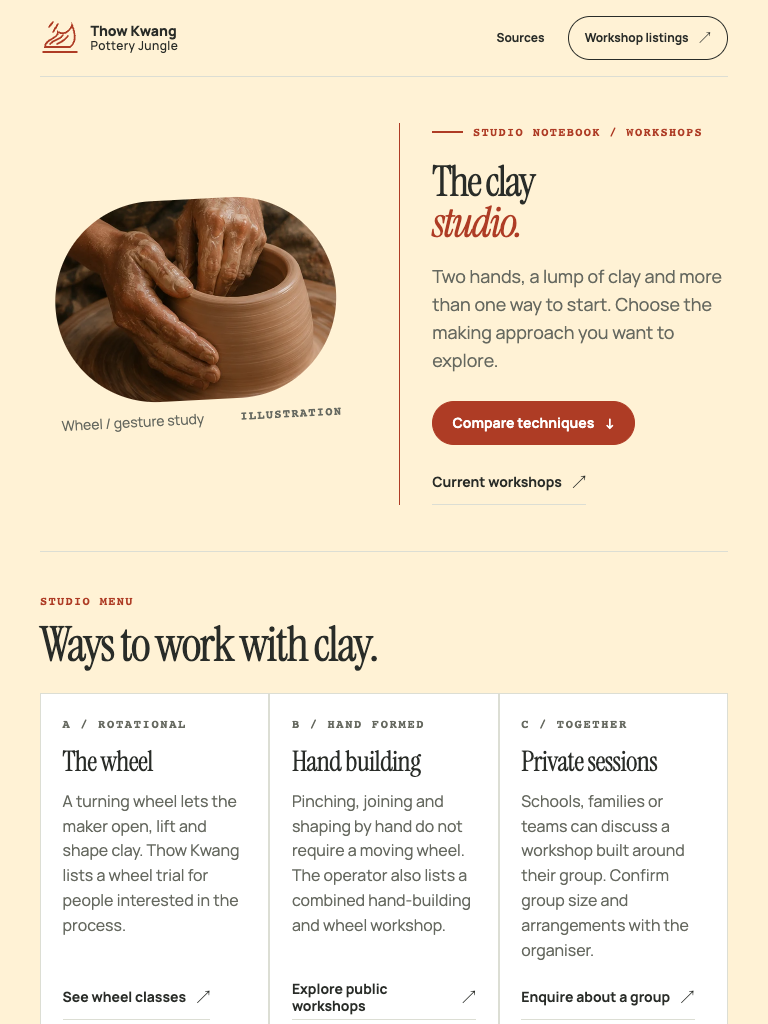 Thow Kwang
Pottery Jungle
Sources
Workshop listings ↗
STUDIO NOTEBOOK / WORKSHOPS
The clay
studio.
Two hands, a lump of clay and more
than one way to start. Choose the
making approach you want to
explore.
Compare techniques ↓
Current workshops ↗
Wheel / gesture study
ILLUSTRATION
STUDIO MENU
Ways to work with clay.
A / ROTATIONAL
The wheel
A turning wheel lets the
maker open, lift and
shape clay. Thow Kwang
lists a wheel trial for
people interested in the
process.
See wheel classes ↗
B / HAND FORMED
Hand building
Pinching, joining and
shaping by hand do not
require a moving wheel.
The operator also lists a
combined hand-building
and wheel workshop.
Explore public
workshops ↗
C / TOGETHER
Private sessions
Schools, families or
teams can discuss a
workshop built around
their group. Confirm
group size and
arrangements with the
organiser.
Enquire about a group ↗